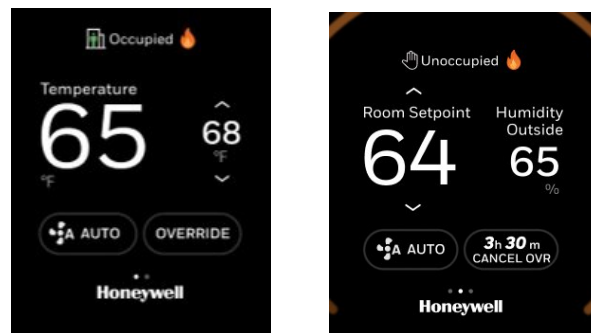 Occupied
Temperature
65
°F
68
°F
A AUTO
OVERRIDE
Honeywell
Unoccupied
Room Setpoint
64
Humidity
Outside
65
%
A AUTO
3h 30 m
CANCEL OVR
Honeywell